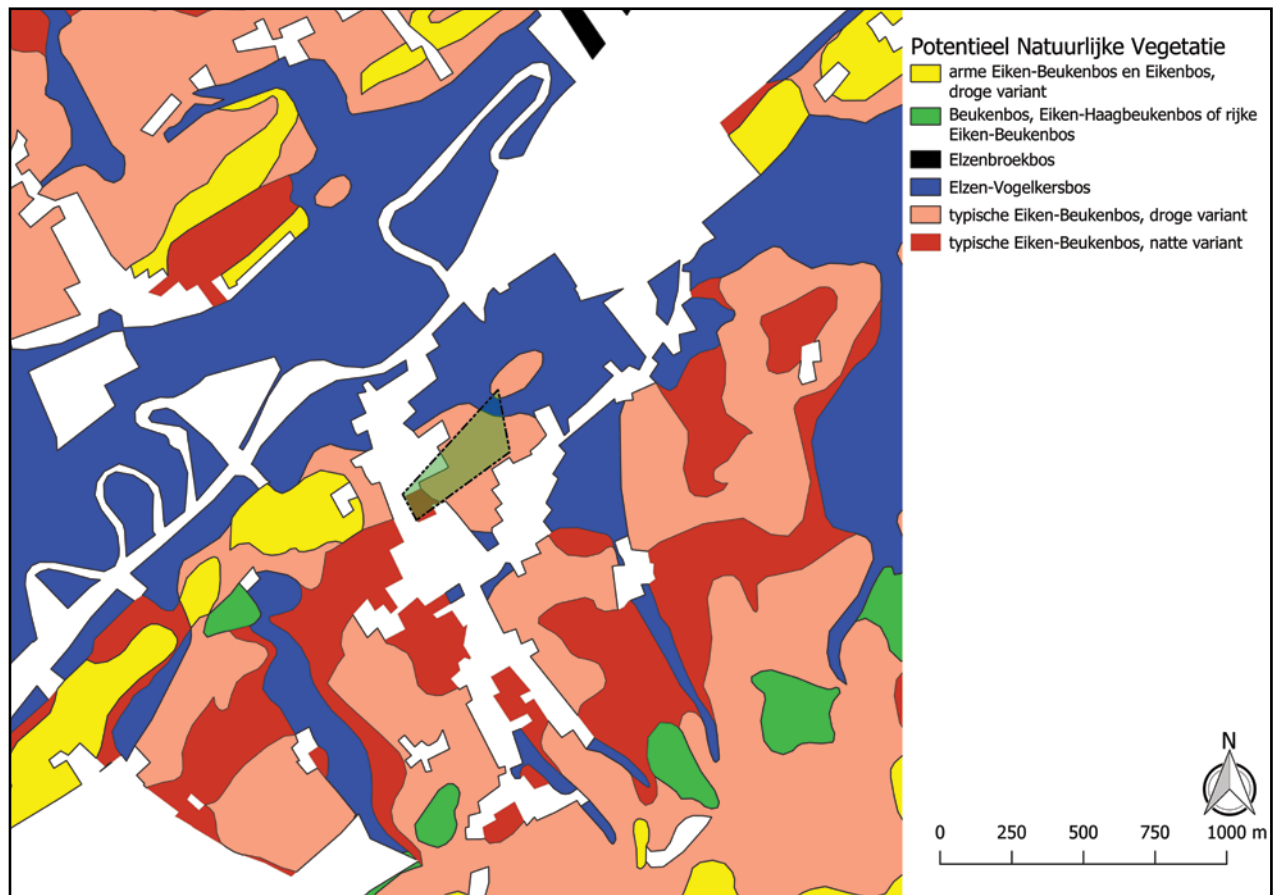 Potentieel Natuurlijke Vegetatie
arme Eiken-Beukenbos en Eikenbos,
droge variant
Beukenbos, Eiken-Haagbeukenbos of rijke
Eiken-Beukenbos
Elzenbroekbos
Elzen-Vogelkersbos
typische Eiken-Beukenbos, droge variant
typische Eiken-Beukenbos, natte variant
N
0 250 500 750 1000 m